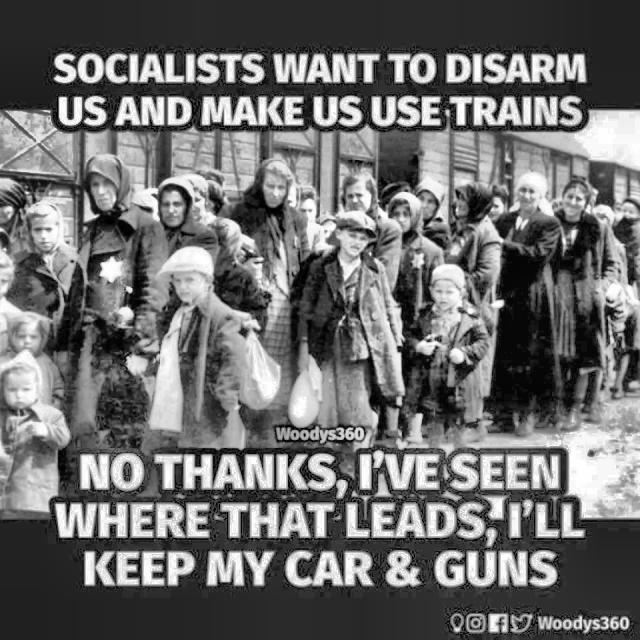 SOCIALISTS WANT TO DISARM
US AND MAKE US USE TRAINS
Woodys360
NO THANKS, I'VE SEEN
WHERE THAT LEADS, I'LL
KEEP MY CAR & GUNS
Woodys360